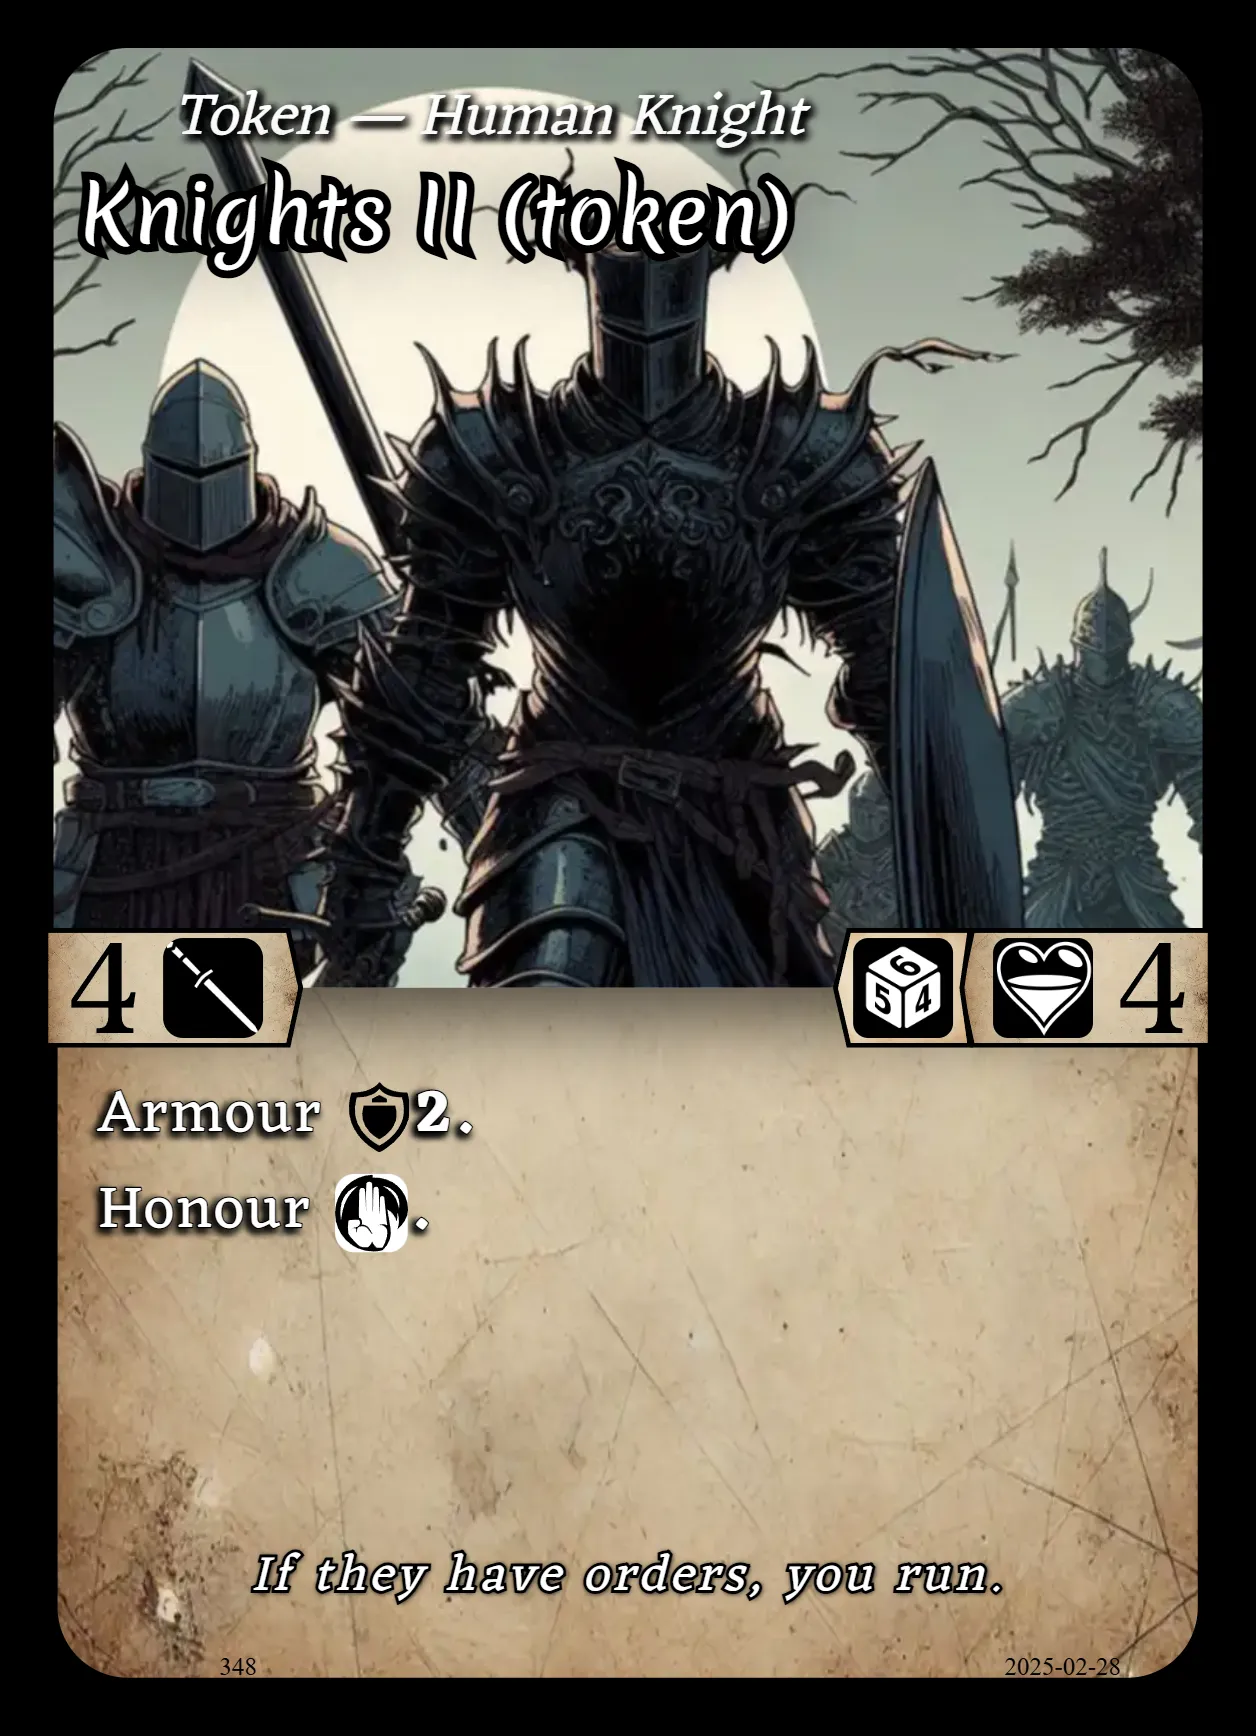 Token — Human Knight
Knights II (token)
4
6
5 4
4
Armour 2.
Honour .
If they have orders, you run.
348
2025-02-28